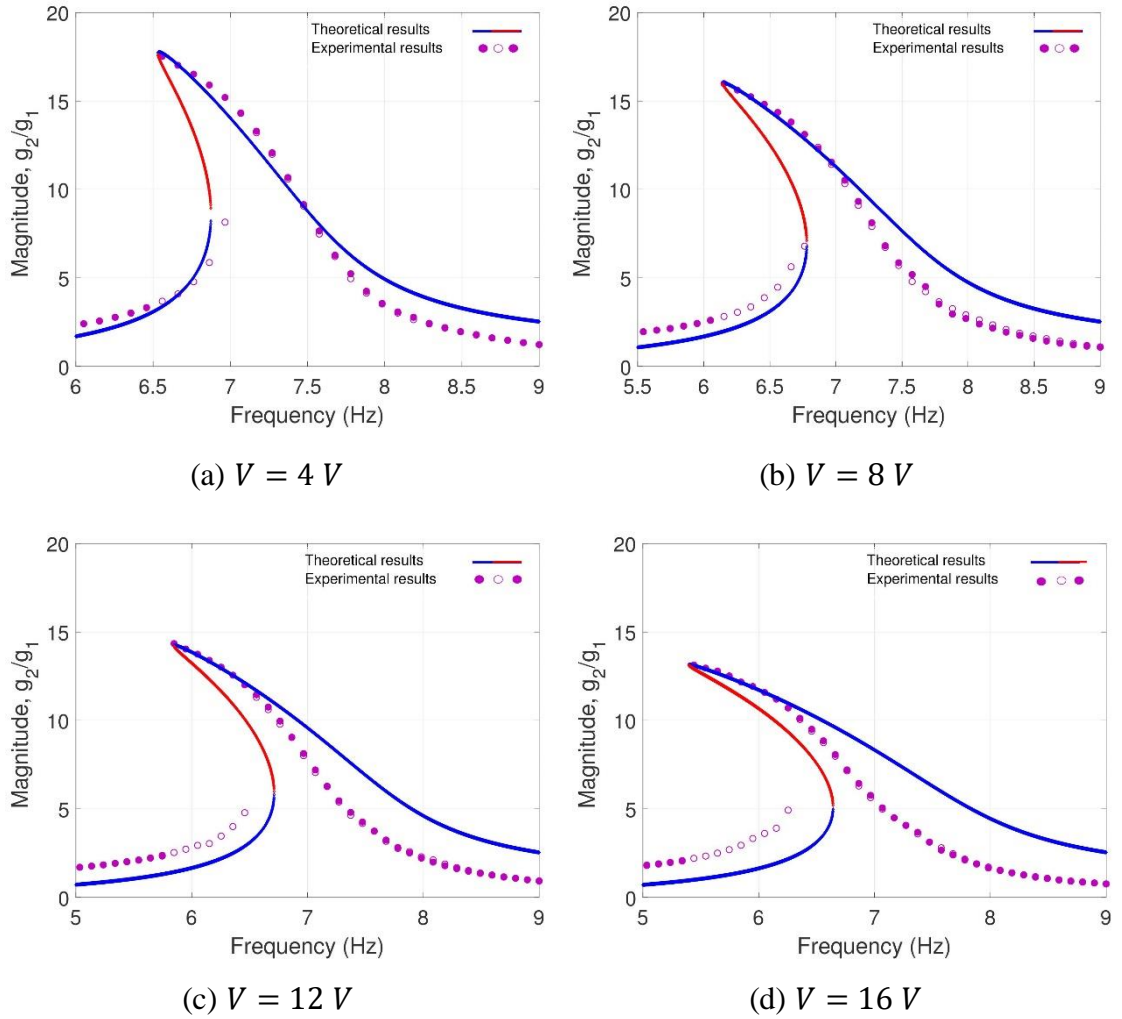 Theoretical results
Experimental results
20
15
10
5
0
Magnitude, g2/g1
6 6.5 7 7.5 8 8.5 9
Frequency (Hz)
(a) V = 4 V
Theoretical results
Experimental results
20
15
10
5
0
Magnitude, g2/g1
5.5 6 6.5 7 7.5 8 8.5 9
Frequency (Hz)
(b) V = 8 V
Theoretical results
Experimental results
20
15
10
5
0
Magnitude, g2/g1
5 6 7 8 9
Frequency (Hz)
(c) V = 12 V
Theoretical results
Experimental results
20
15
10
5
0
Magnitude, g2/g1
5 6 7 8 9
Frequency (Hz)
(d) V = 16 V